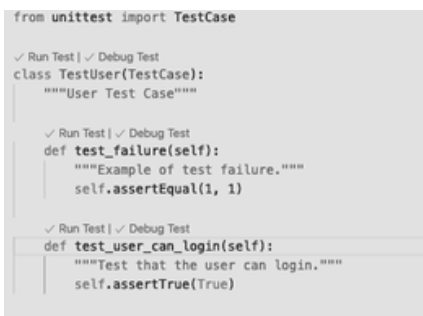 from unittest import TestCase
✓ Run Test | ✓ Debug Test
class TestUser(TestCase):
"""User Test Case"""
✓ Run Test | ✓ Debug Test
def test_failure(self):
"""Example of test failure."""
self.assertEqual(1, 1)
✓ Run Test | ✓ Debug Test
def test_user_can_login(self):
"""Test that the user can login."""
self.assertTrue(True)